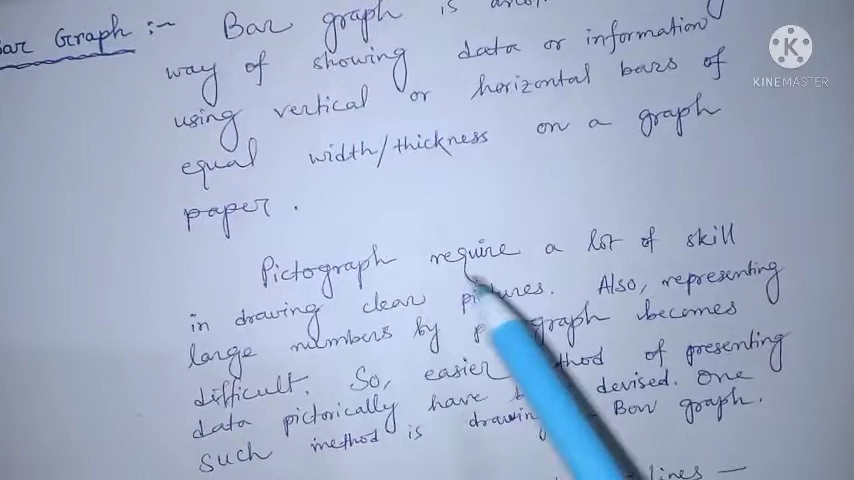 Bar Graph :- Bar graph is
way of showing data or information
using vertical or horizontal bars of
equal width/thickness on a graph
paper.
Pictograph require a lot of skill
in drawing clear pictures. Also, representing
large numbers by graph becomes
difficult. So, easier of presenting
data pictorically have devised. One
such method is Bar graph.
lines —
KINEMASTER